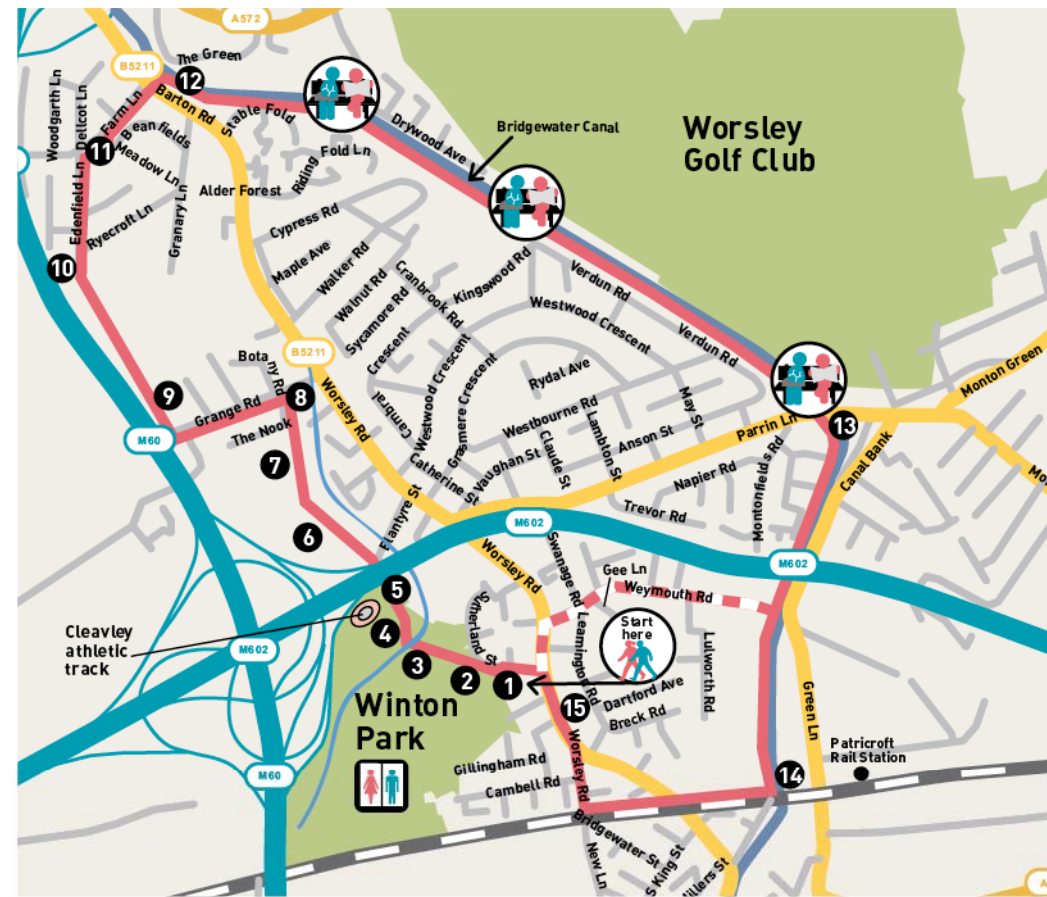 A572
The Green
B5211
12
Barton Rd
Stable Fold
Woodgarth Ln
Dellcot Ln
Farm Ln
Beanfields
11
Meadow Ln
Edenfield Ln
Ryecroft Ln
Granary Ln
10
Alder Forest
Riding
Fold Ln
Drywood Ave
Bridgewater Canal
Worsley
Golf Club
Cypress Rd
Maple Ave
Walker Rd
Walnut Rd
Sycamore Rd
Cranbrook Rd
Kingswood Rd
Verdun Rd
Westwood Crescent
Verdun Rd
Crescent
Cambral
Westwood Crescent
Grasmere Crescent
Rydal Ave
Westbourne Rd
May St
B5211
Botany Rd
8
9
Grange Rd
The Nook
Worsley Rd
M60
7
Catherine St
Vaughan St
Claude St
Lambton St
Anson St
Parrin Ln
Monton Green
13
Canal Bank
Napier Rd
Montonfields Rd
Trevor Rd
6
M602
Worsley Rd
Swanage Rd
Gee Ln
Weymouth Rd
M602
5
Sutherland St
Leamington Rd
Start
here
Lulworth Rd
Cleavley
athletic
track
4
3
2
1
M602
Winton
Park
15
Dartford Ave
Breck Rd
Green Ln
Patricroft
Rail Station
M60
Gillingham Rd
Cambell Rd
Worsley Rd
14
Bridgewater St
New Ln
S King St